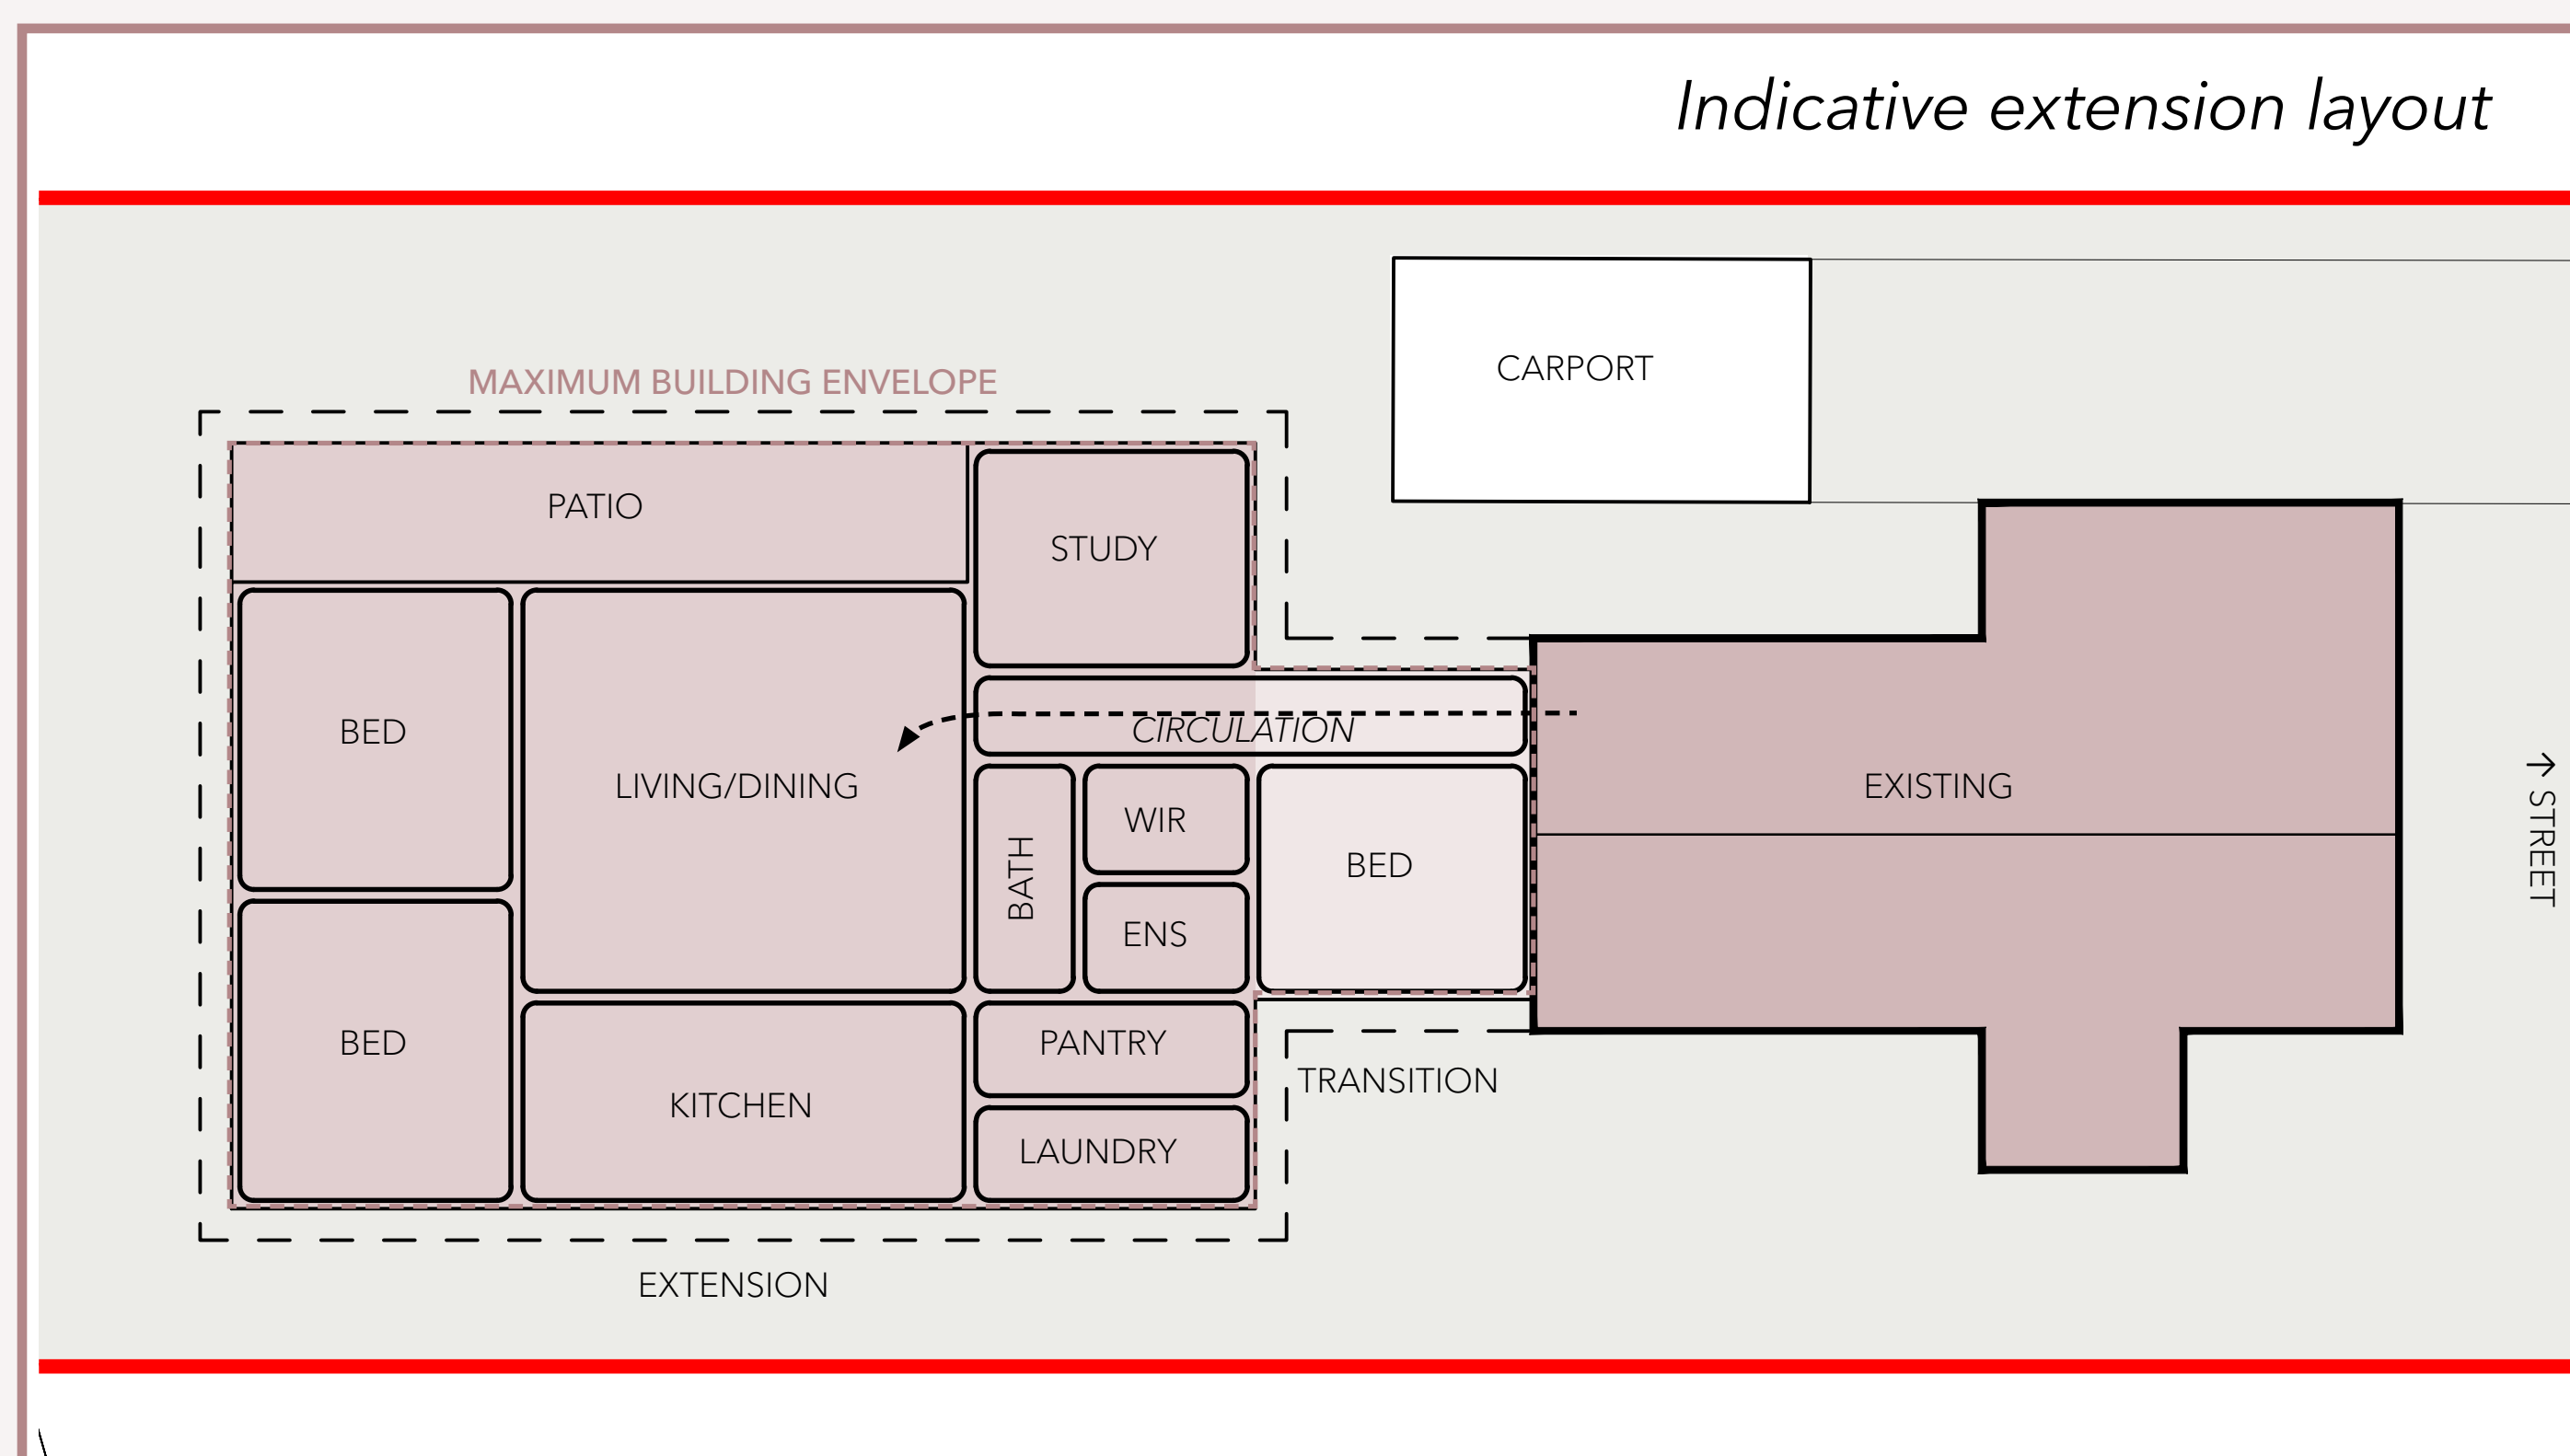 Indicative extension layout
CARPORT
MAXIMUM BUILDING ENVELOPE
PATIO
STUDY
BED
CIRCULATION
LIVING/DINING
EXISTING
→ STREET
WIR
BATH
BED
ENS
BED
PANTRY
TRANSITION
KITCHEN
LAUNDRY
EXTENSION